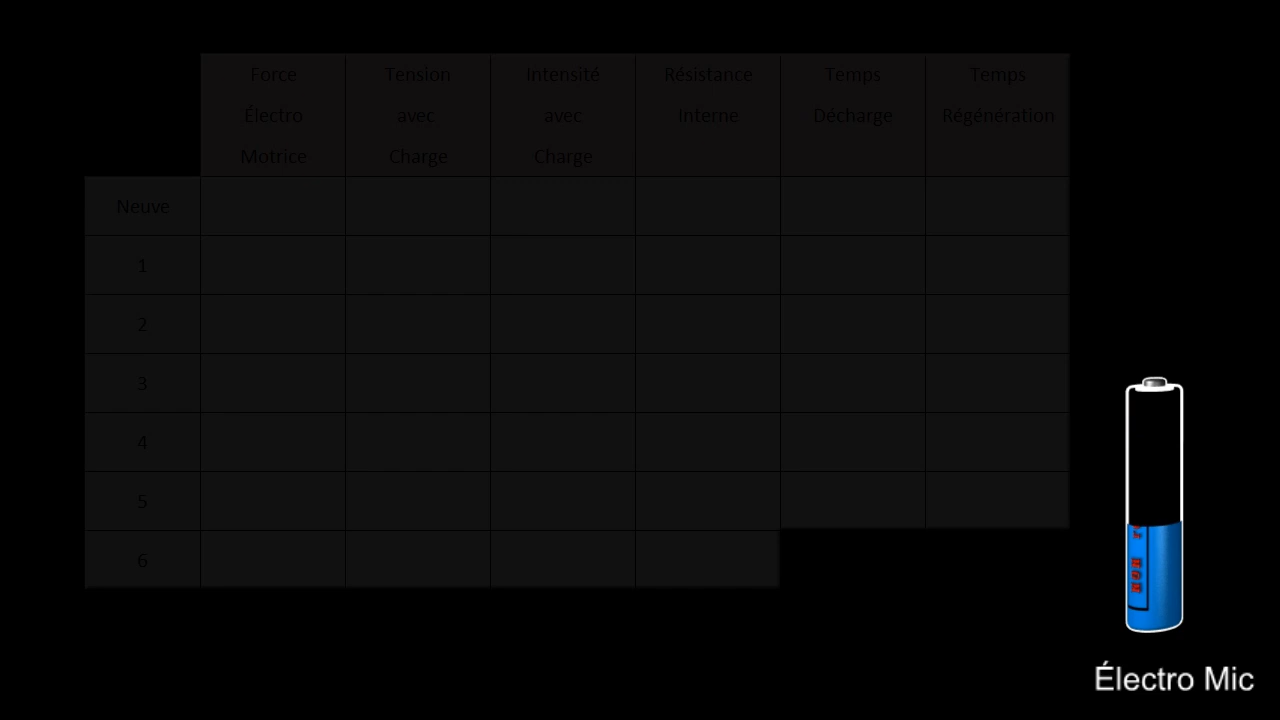 Force Tension Intensité Résistance Temps Temps
Électro avec avec Interne Décharge Régénération
Motrice Charge Charge
Neuve
1
2
3
4
5
6
Électro Mic